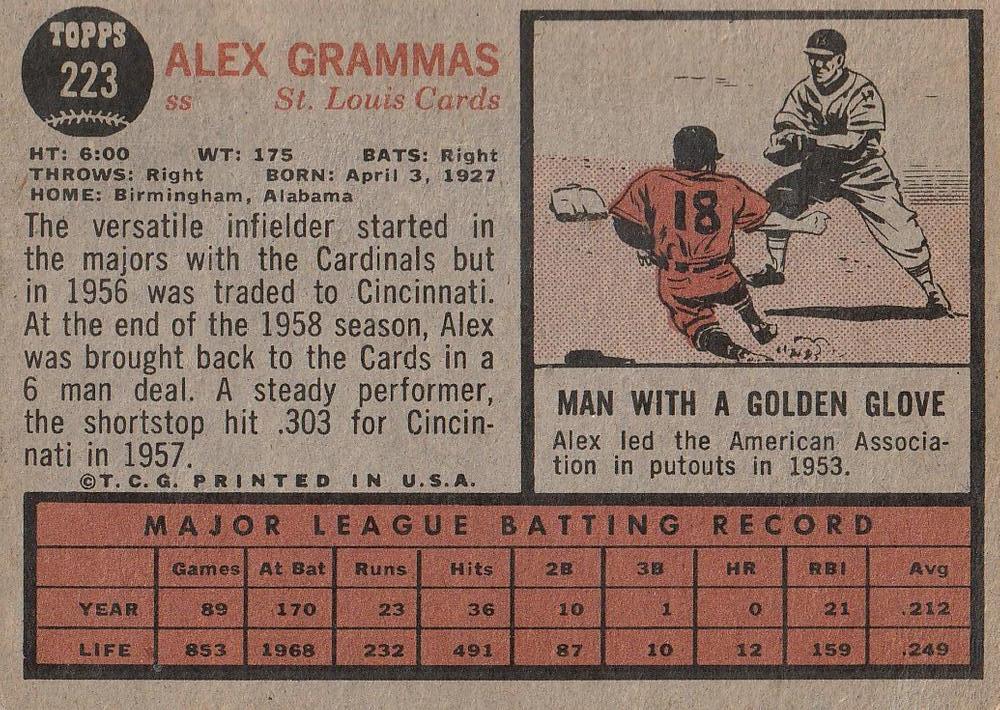 TOPPS
223
ALEX GRAMMAS
ss St. Louis Cards
HT: 6:00 WT: 175 BATS: Right
THROWS: Right BORN: April 3, 1927
HOME: Birmingham, Alabama
The versatile infielder started in
the majors with the Cardinals but
in 1956 was traded to Cincinnati.
At the end of the 1958 season, Alex
was brought back to the Cards in a
6 man deal. A steady performer,
the shortstop hit .303 for Cincin-
nati in 1957.
©T.C.G. PRINTED IN U.S.A.
18
MAN WITH A GOLDEN GLOVE
Alex led the American Associa-
tion in putouts in 1953.
MAJOR LEAGUE BATTING RECORD
Games At Bat Runs Hits 2B 3B HR RBI Avg
YEAR 89 170 23 36 10 1 0 21 .212
LIFE 853 1968 232 491 87 10 12 159 .249